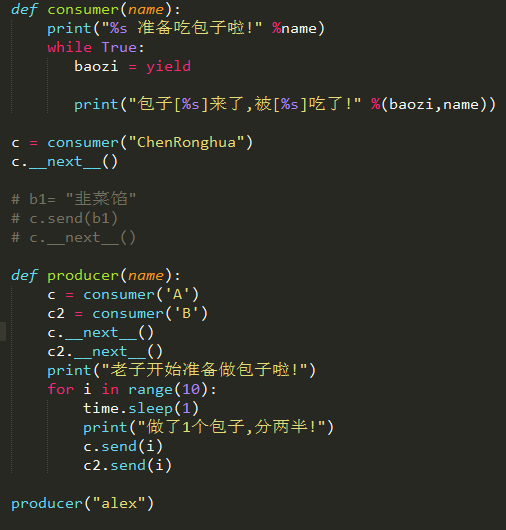 def consumer(name):
    print("%s 准备吃包子啦!" %name)
    while True:
       baozi = yield
       print("包子[%s]来了,被[%s]吃了!" %(baozi,name))
c = consumer("ChenRonghua")
c.__next__()
# b1= "韭菜馅"
# c.send(b1)
# c.__next__()
def producer(name):
    c = consumer('A')
    c2 = consumer('B')
    c.__next__()
    c2.__next__()
    print("老子开始准备做包子啦!")
    for i in range(10):
        time.sleep(1)
        print("做了1个包子,分两半!")
        c.send(i)
        c2.send(i)
producer("alex")